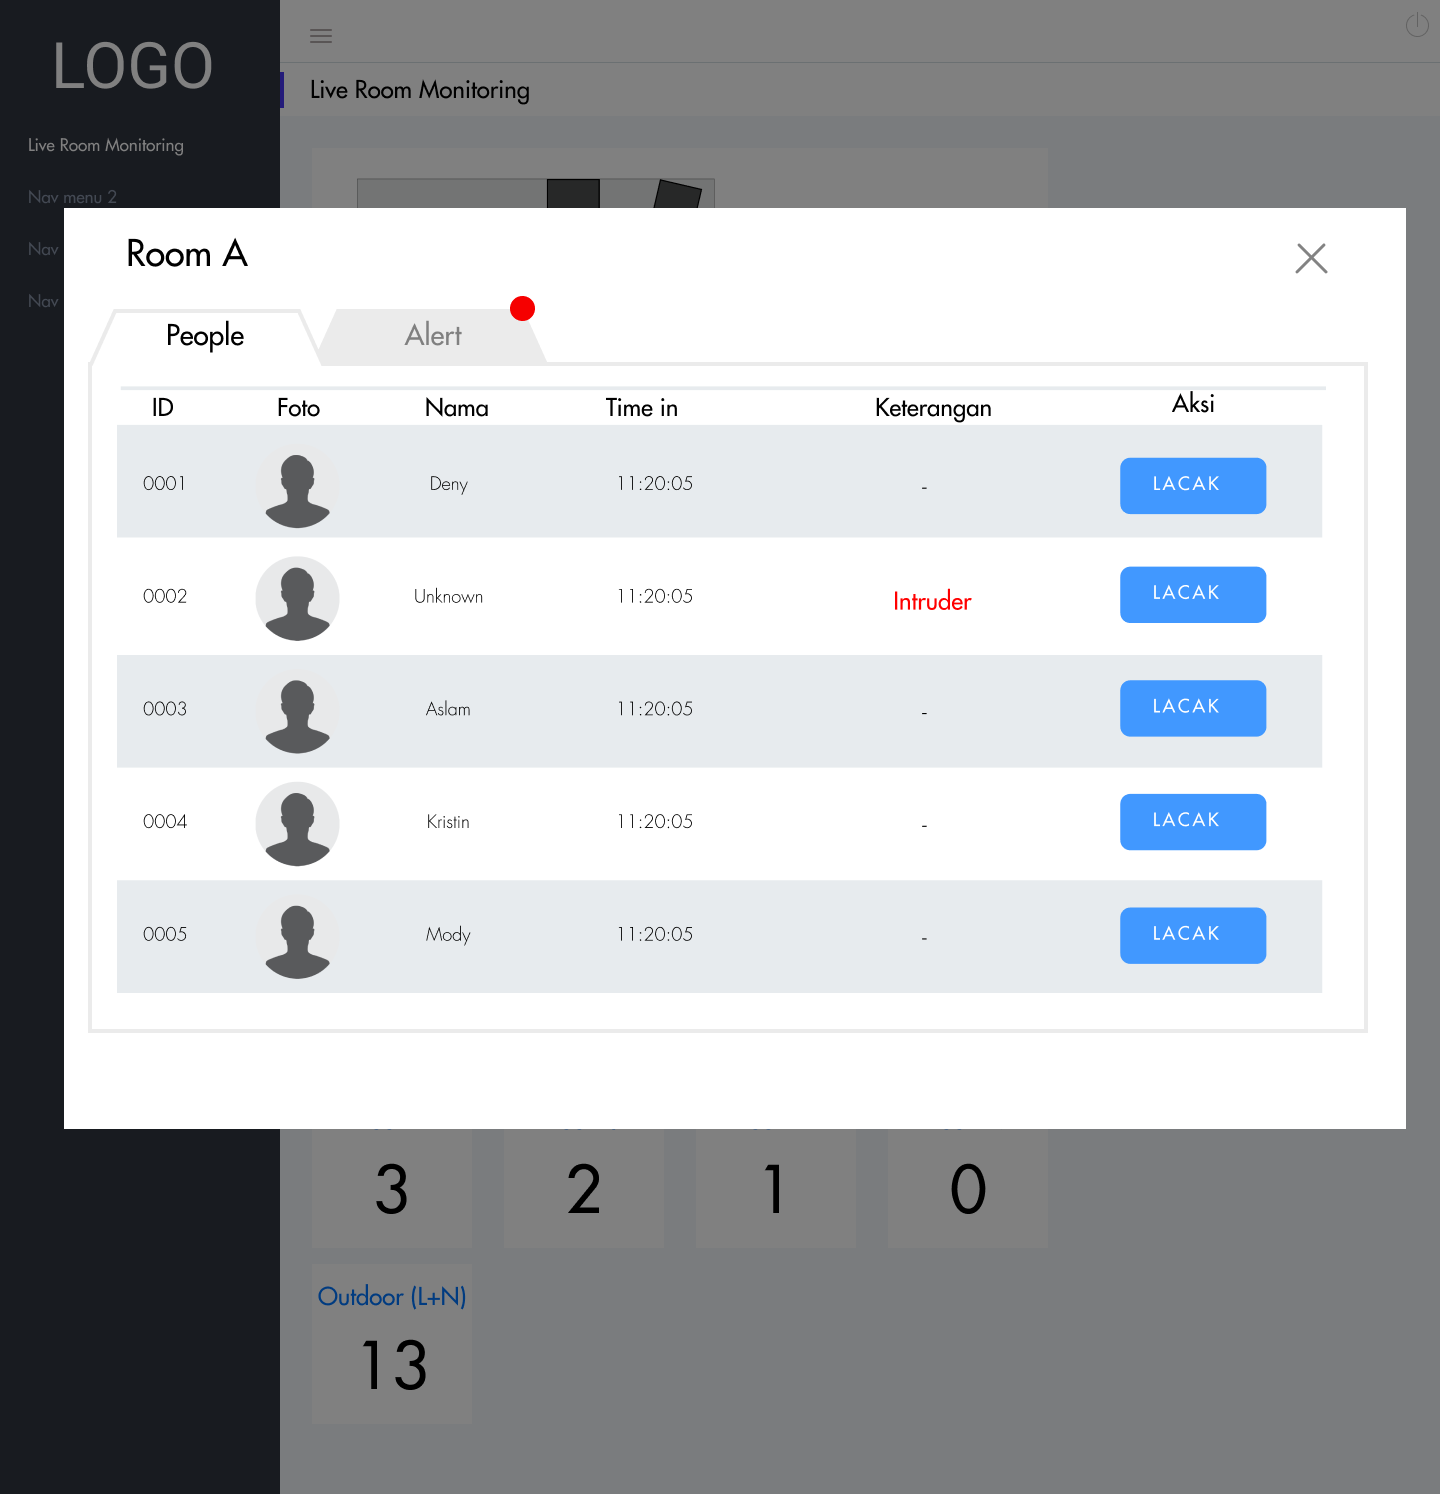 LOGO
Live Room Monitoring
Live Room Monitoring
Nav menu 2
Nav
Nav
Room A
People
Alert
ID Foto Nama Time in Keterangan Aksi
0001 Deny 11:20:05 - LACAK
0002 Unknown 11:20:05 Intruder LACAK
0003 Aslam 11:20:05 - LACAK
0004 Kristin 11:20:05 - LACAK
0005 Mody 11:20:05 - LACAK
3 2 1 0
Outdoor (L+N)
13